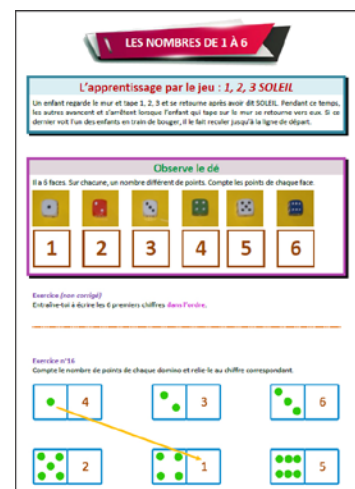 LES NOMBRES DE 1 À 6
L'apprentissage par le jeu : 1, 2, 3 SOLEIL
Un enfant regarde le mur et tape 1, 2, 3 et se retourne après avoir dit SOLEIL. Pendant ce temps,
les autres avancent et s'arrêtent lorsque l'enfant qui tape sur le mur se retourne vers eux. Si ce
dernier voit l'un des enfants en train de bouger, il le fait reculer jusqu'à la ligne de départ.
Observe le dé
Il a 6 faces. Sur chacune, un nombre différent de points. Compte les points de chaque face.
1 2 3 4 5 6
Exercice (non corrigé)
Entraîne-toi à écrire les 6 premiers chiffres dans l'ordre.
Exercice n°16
Compte le nombre de points de chaque domino et relie-le au chiffre correspondant.
4 3 6
2 1 5